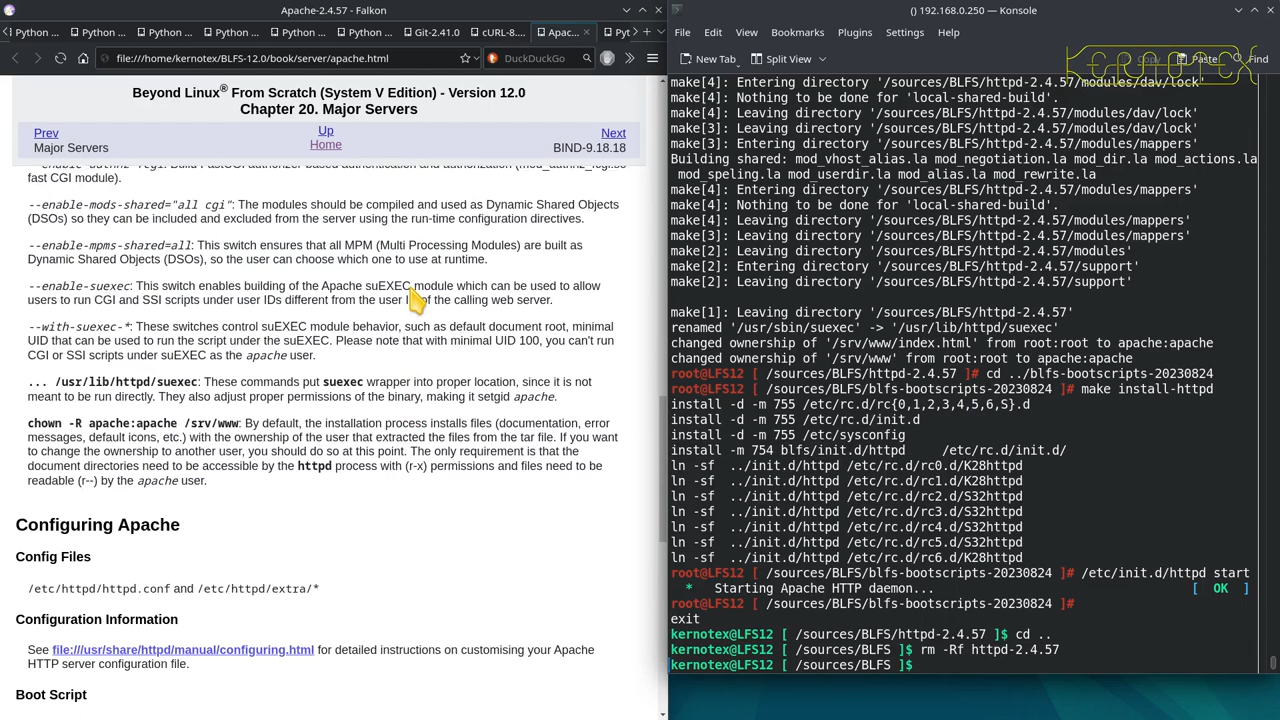 Apache-2.4.57 - Falkon
Python ... Python ... Python ... Python ... Python ... Python ... Git-2.41.0 cURL-8.... Apac... Pyt
file:///home/kernotex/BLFS-12.0/book/server/apache.html
DuckDuckGo
Beyond Linux® From Scratch (System V Edition) - Version 12.0
Chapter 20. Major Servers
Prev Up Next
Major Servers Home BIND-9.18.18
fast CGI module).
--enable-mods-shared="all cgi": The modules should be compiled and used as Dynamic Shared Objects
(DSOs) so they can be included and excluded from the server using the run-time configuration directives.
--enable-mpms-shared=all: This switch ensures that all MPM (Multi Processing Modules) are built as
Dynamic Shared Objects (DSOs), so the user can choose which one to use at runtime.
--enable-suexec: This switch enables building of the Apache suEXEC module which can be used to allow
users to run CGI and SSI scripts under user IDs different from the user of the calling web server.
--with-suexec-*: These switches control suEXEC module behavior, such as default document root, minimal
UID that can be used to run the script under the suEXEC. Please note that with minimal UID 100, you can't run
CGI or SSI scripts under suEXEC as the apache user.
... /usr/lib/httpd/suexec: These commands put suexec wrapper into proper location, since it is not
meant to be run directly. They also adjust proper permissions of the binary, making it setgid apache.
chown -R apache:apache /srv/www: By default, the installation process installs files (documentation, error
messages, default icons, etc.) with the ownership of the user that extracted the files from the tar file. If you want
to change the ownership to another user, you should do so at this point. The only requirement is that the
document directories need to be accessible by the httpd process with (r-x) permissions and files need to be
readable (r--) by the apache user.
Configuring Apache
Config Files
/etc/httpd/httpd.conf and /etc/httpd/extra/*
Configuration Information
See file:///usr/share/httpd/manual/configuring.html for detailed instructions on customising your Apache
HTTP server configuration file.
Boot Script
() 192.168.0.250 — Konsole
File Edit View Bookmarks Plugins Settings Help
New Tab Split View Copy Paste Find
KERNOTEX
make[4]: Entering directory '/sources/BLFS/httpd-2.4.57/modules/dav/lock'
make[4]: Nothing to be done for 'local-shared-build'.
make[4]: Leaving directory '/sources/BLFS/httpd-2.4.57/modules/dav/lock'
make[3]: Leaving directory '/sources/BLFS/httpd-2.4.57/modules/dav/lock'
make[3]: Entering directory '/sources/BLFS/httpd-2.4.57/modules/mappers'
Building shared: mod_vhost_alias.la mod_negotiation.la mod_dir.la mod_actions.la
mod_speling.la mod_userdir.la mod_alias.la mod_rewrite.la
make[4]: Entering directory '/sources/BLFS/httpd-2.4.57/modules/mappers'
make[4]: Nothing to be done for 'local-shared-build'.
make[4]: Leaving directory '/sources/BLFS/httpd-2.4.57/modules/mappers'
make[3]: Leaving directory '/sources/BLFS/httpd-2.4.57/modules/mappers'
make[2]: Leaving directory '/sources/BLFS/httpd-2.4.57/modules'
make[2]: Entering directory '/sources/BLFS/httpd-2.4.57/support'
make[2]: Leaving directory '/sources/BLFS/httpd-2.4.57/support'
make[1]: Leaving directory '/sources/BLFS/httpd-2.4.57'
renamed '/usr/sbin/suexec' -> '/usr/lib/httpd/suexec'
changed ownership of '/srv/www/index.html' from root:root to apache:apache
changed ownership of '/srv/www' from root:root to apache:apache
root@LFS12 [ /sources/BLFS/httpd-2.4.57 ]# cd ../blfs-bootscripts-20230824
root@LFS12 [ /sources/BLFS/blfs-bootscripts-20230824 ]# make install-httpd
install -d -m 755 /etc/rc.d/rc{0,1,2,3,4,5,6,S}.d
install -d -m 755 /etc/rc.d/init.d
install -d -m 755 /etc/sysconfig
install -m 754 blfs/init.d/httpd /etc/rc.d/init.d/
ln -sf ../init.d/httpd /etc/rc.d/rc0.d/K28httpd
ln -sf ../init.d/httpd /etc/rc.d/rc1.d/K28httpd
ln -sf ../init.d/httpd /etc/rc.d/rc2.d/S32httpd
ln -sf ../init.d/httpd /etc/rc.d/rc3.d/S32httpd
ln -sf ../init.d/httpd /etc/rc.d/rc4.d/S32httpd
ln -sf ../init.d/httpd /etc/rc.d/rc5.d/S32httpd
ln -sf ../init.d/httpd /etc/rc.d/rc6.d/K28httpd
root@LFS12 [ /sources/BLFS/blfs-bootscripts-20230824 ]# /etc/init.d/httpd start
* Starting Apache HTTP daemon... [ OK ]
root@LFS12 [ /sources/BLFS/blfs-bootscripts-20230824 ]#
exit
kernotex@LFS12 [ /sources/BLFS/httpd-2.4.57 ]$ cd ..
kernotex@LFS12 [ /sources/BLFS ]$ rm -Rf httpd-2.4.57
kernotex@LFS12 [ /sources/BLFS ]$